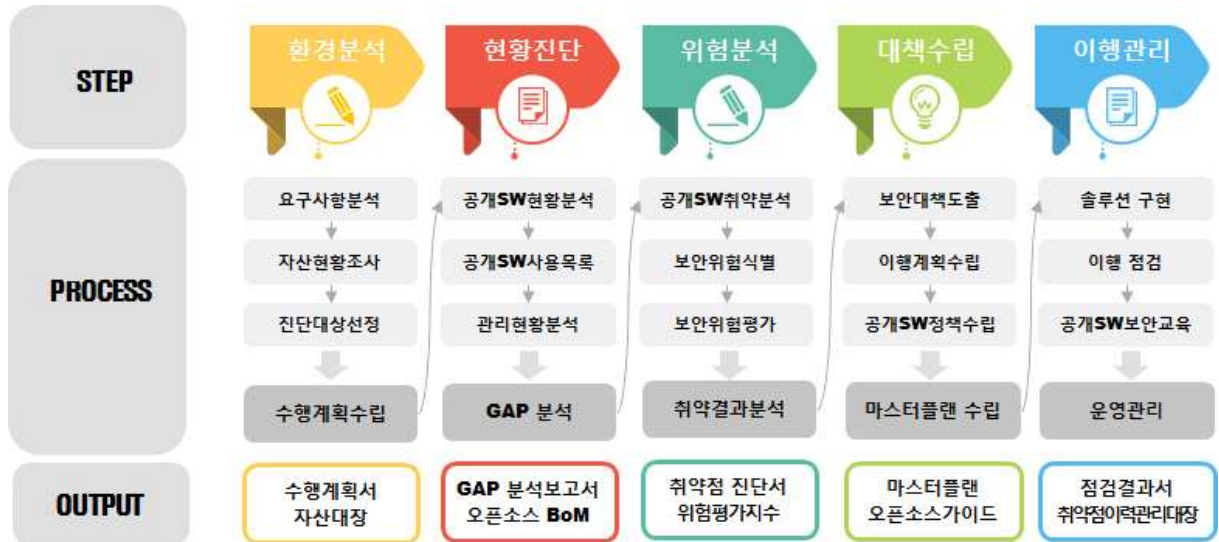 STEP
환경분석
현황진단
위험분석
대책수립
이행관리
PROCESS
요구사항분석
자산현황조사
진단대상선정
수행계획수립
공개SW현황분석
공개SW사용목록
관리현황분석
GAP 분석
공개SW취약분석
보안위험식별
보안위험평가
취약결과분석
보안대책도출
이행계획수립
공개SW정책수립
마스터플랜 수립
솔루션 구현
이행 점검
공개SW보안교육
운영관리
OUTPUT
수행계획서
자산대장
GAP 분석보고서
오픈소스 BoM
취약점 진단서
위험평가지수
마스터플랜
오픈소스가이드
점검결과서
취약점이력관리대장